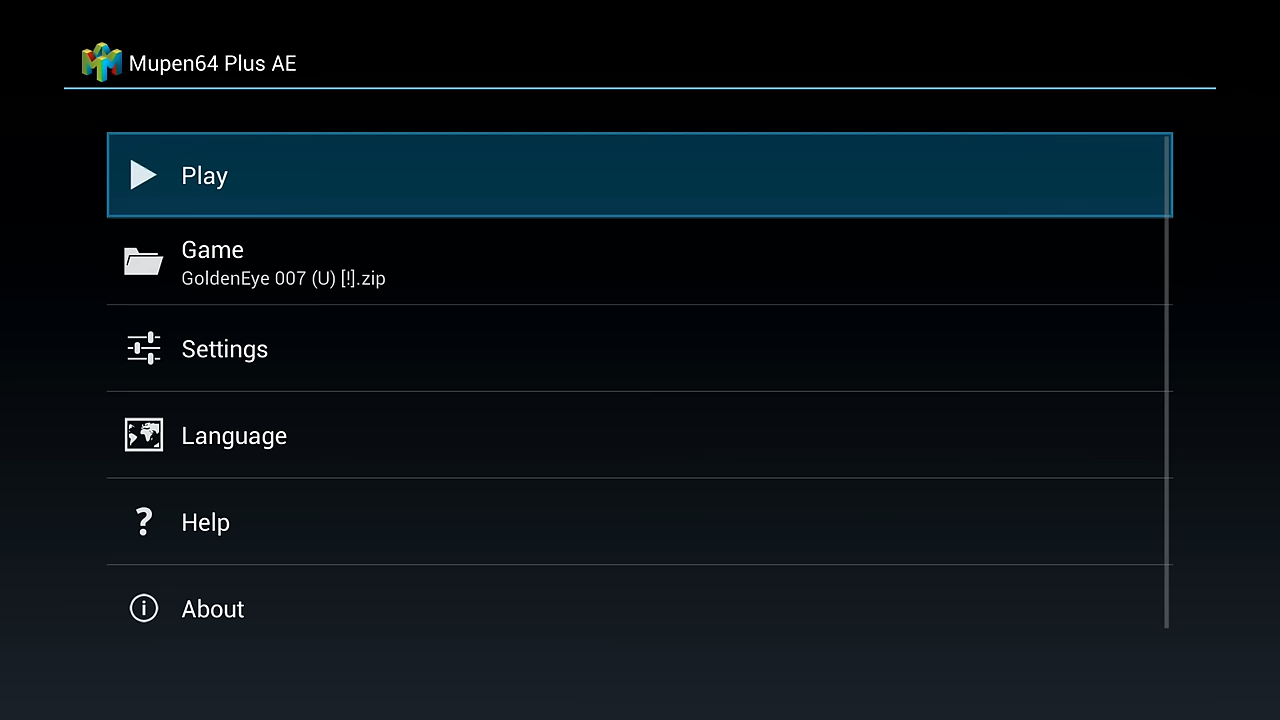 Mupen64 Plus AE
Play
Game
GoldenEye 007 (U) [!].zip
Settings
Language
Help
About